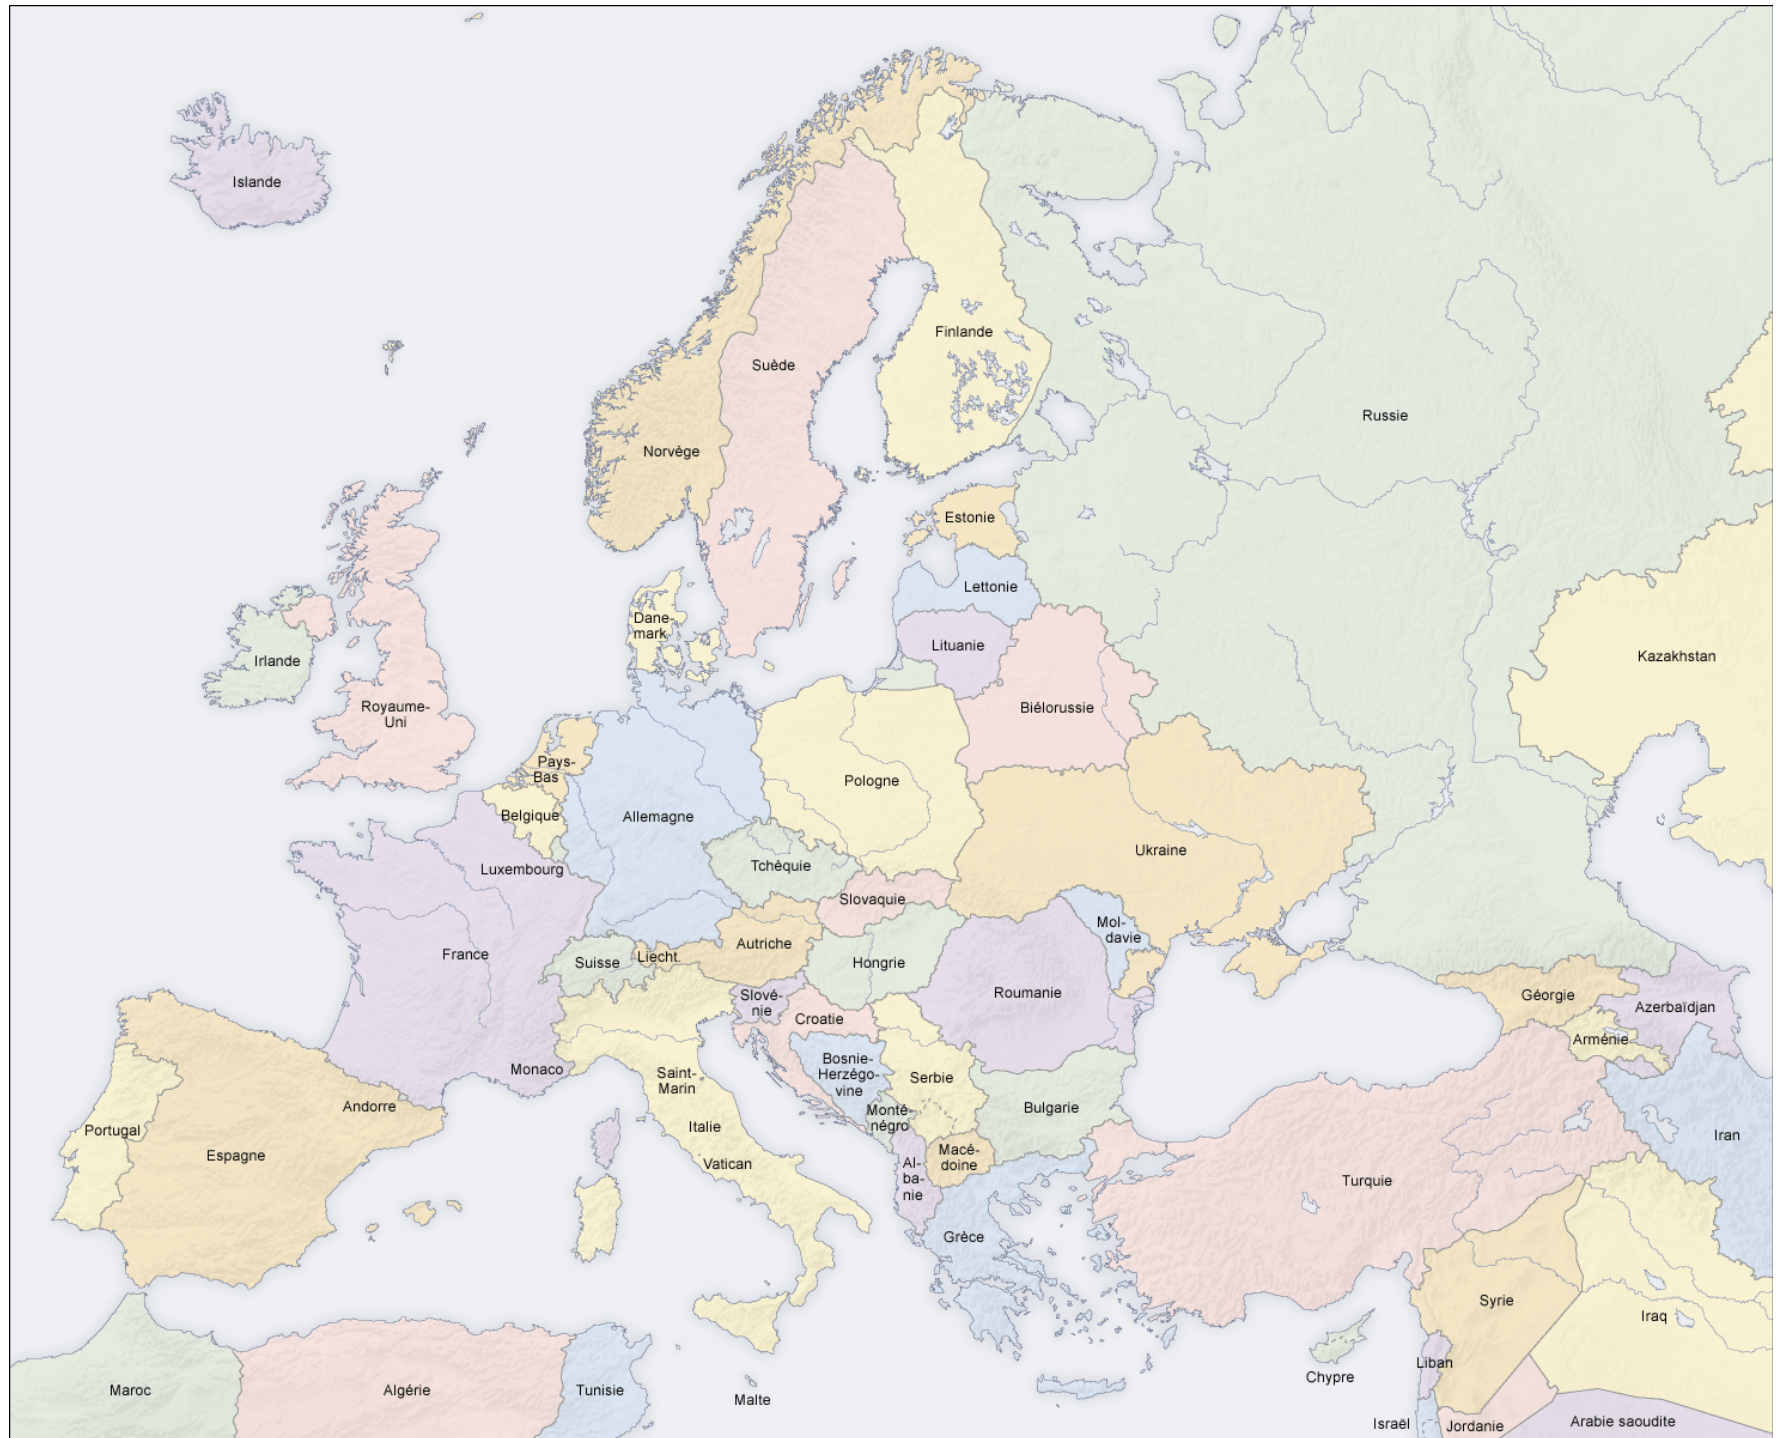 Islande
Finlande
Suède
Russie
Norvège
Estonie
Lettonie
Dane-
mark
Lituanie
Irlande
Kazakhstan
Royaume-
Uni
Biélorussie
Pays-
Bas
Pologne
Belgique
Allemagne
Ukraine
Tchéquie
Luxembourg
Slovaquie
Mol-
davie
Autriche
France
Liecht.
Suisse
Hongrie
Roumanie
Slové-
nie
Géorgie
Azerbaïdjan
Croatie
Arménie
Bosnie-
Herzégo-
vine
Monaco
Saint-
Marin
Serbie
Andorre
Bulgarie
Monté-
négro
Portugal
Italie
Iran
Espagne
Macé-
doine
Vatican
Al-
ba-
nie
Turquie
Grèce
Syrie
Iraq
Liban
Chypre
Maroc
Algérie
Tunisie
Malte
Israël
Jordanie
Arabie saoudite